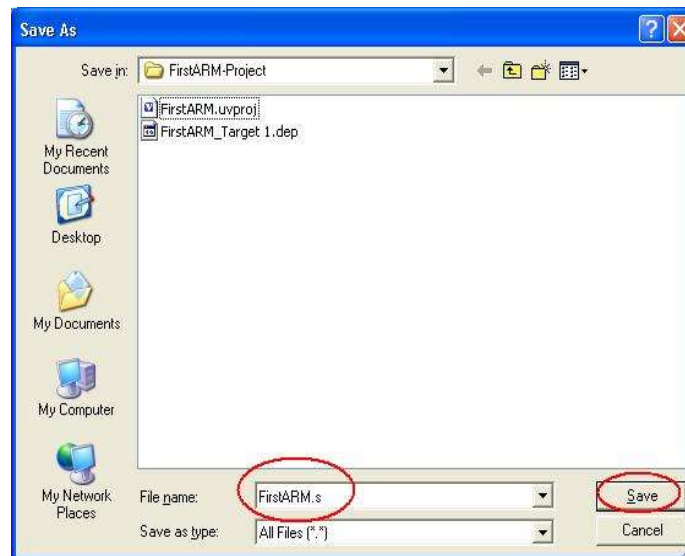 Save As
Save in:
FirstARM-Project
FirstARM.uvproj
FirstARM_Target 1.dep
My Recent
Documents
Desktop
My Documents
My Computer
My Network
Places
File name:
FirstARM.s
Save
Save as type:
All Files (*.*)
Cancel